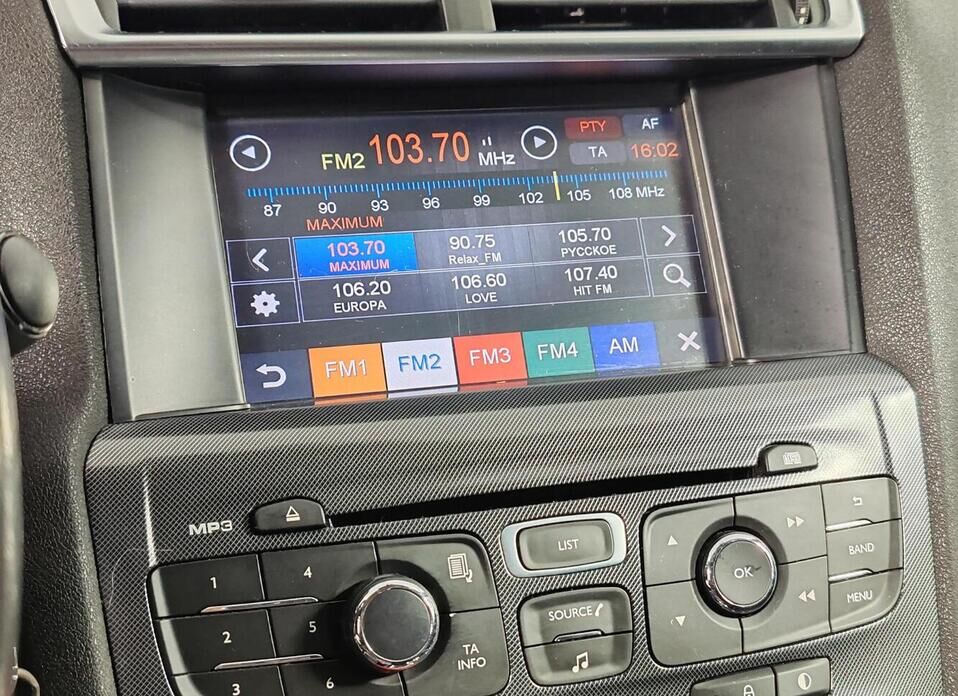 FM2 103.70 MHz PTY AF
TA 16:02
87 90 93 96 99 102 105 108 MHz
MAXIMUM
103.70 90.75 105.70
MAXIMUM Relax_FM РУССКОЕ
106.20 106.60 107.40
EUROPA LOVE HIT FM
FM1 FM2 FM3 FM4 AM
MP3
LIST
1 4
OK
BAND
MENU
2 5
SOURCE
TA
INFO
3 6